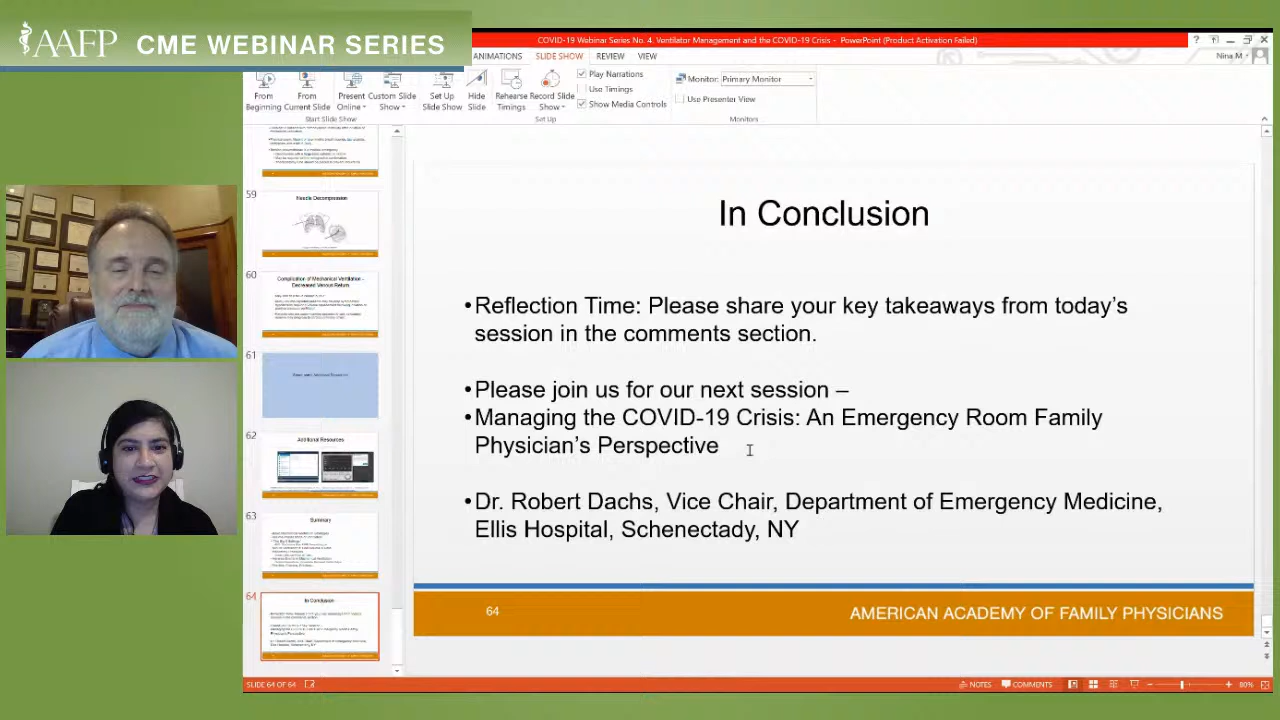 AAFP CME WEBINAR SERIES
COVID-19 Webinar Series No. 4. Ventilator Management and the COVID-19 Crisis - PowerPoint (Product Activation Failed)
ANIMATIONS SLIDE SHOW REVIEW VIEW
Nina M
From Beginning
From Current Slide
Present Online
Custom Slide Show
Set Up Slide Show
Hide Slide
Rehearse Timings
Record Slide Show
Play Narrations
Use Timings
Show Media Controls
Monitor: Primary Monitor
Use Presenter View
Start Slide Show
Set Up
Monitors
59
Needle Decompression
60
Complication of Mechanical Ventilation -
Decreased Venous Return
61
62
Additional Resources
63
Summary
64
In Conclusion
In Conclusion
•Reflection Time: Please share your key takeaways from today's
session in the comments section.
•Please join us for our next session –
•Managing the COVID-19 Crisis: An Emergency Room Family
Physician's Perspective
•Dr. Robert Dachs, Vice Chair, Department of Emergency Medicine,
Ellis Hospital, Schenectady, NY
64
AMERICAN ACADEMY OF FAMILY PHYSICIANS
SLIDE 64 OF 64
NOTES
COMMENTS
80%